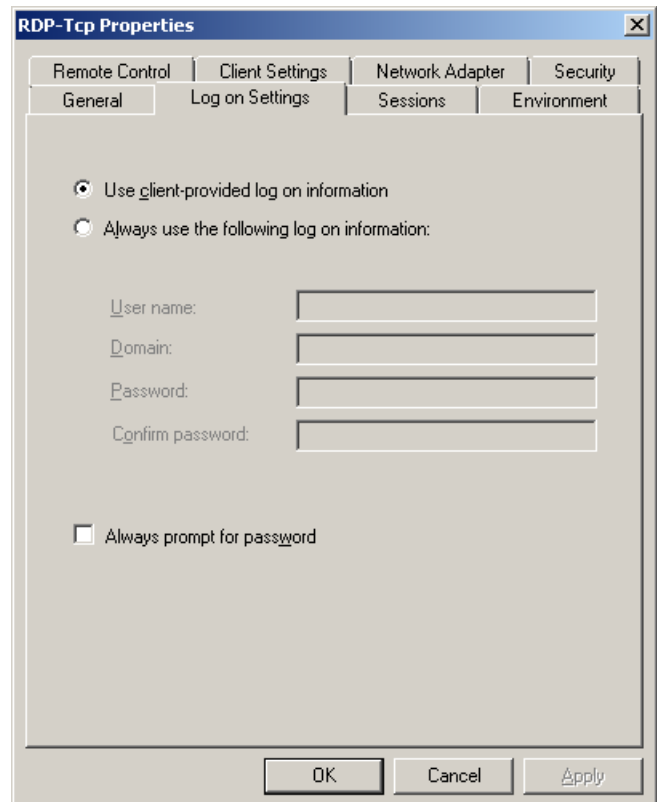 RDP-Tcp Properties
Remote Control Client Settings Network Adapter Security
General Log on Settings Sessions Environment
Use client-provided log on information
Always use the following log on information:
User name:
Domain:
Password:
Confirm password:
Always prompt for password
OK Cancel Apply